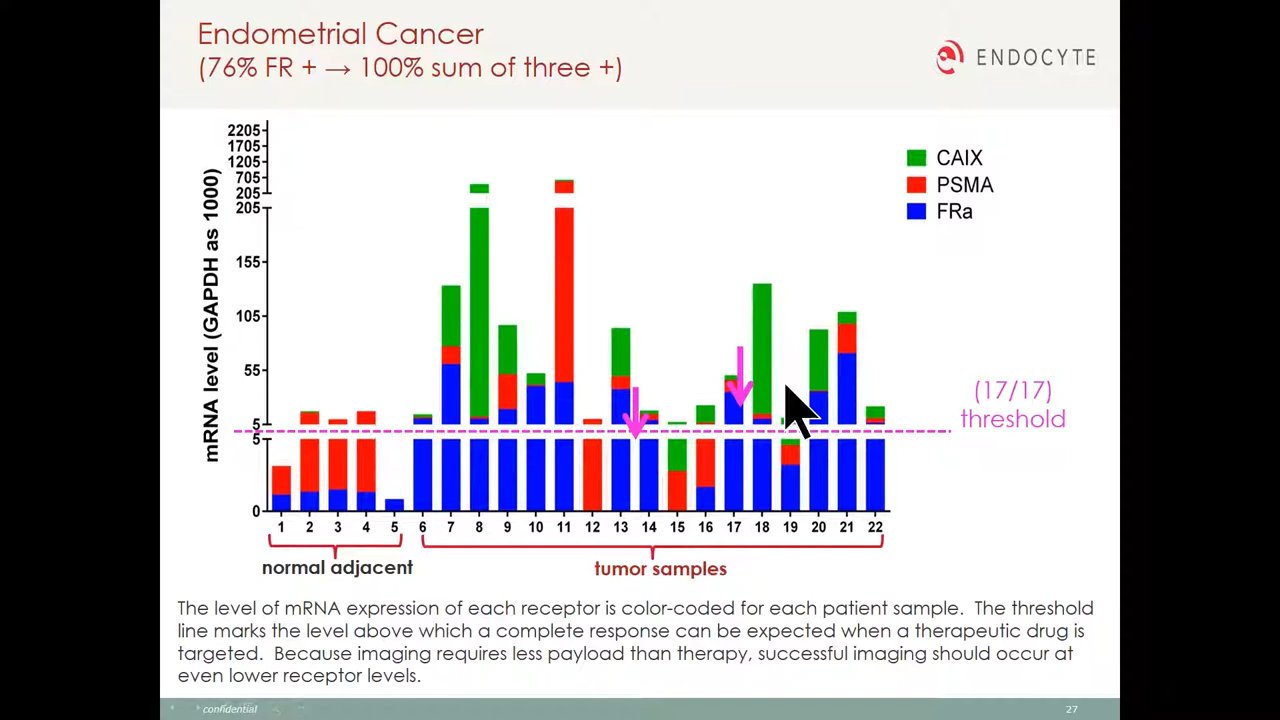 Endometrial Cancer
(76% FR + → 100% sum of three +)
ENDOCYTE
mRNA level (GAPDH as 1000)
2205
1705
1205
705
205
205
155
105
55
5
5
0
CAIX
PSMA
FRa
(17/17)
threshold
1 2 3 4 5 6 7 8 9 10 11 12 13 14 15 16 17 18 19 20 21 22
normal adjacent
tumor samples
The level of mRNA expression of each receptor is color-coded for each patient sample. The threshold
line marks the level above which a complete response can be expected when a therapeutic drug is
targeted. Because imaging requires less payload than therapy, successful imaging should occur at
even lower receptor levels.
confidential
27